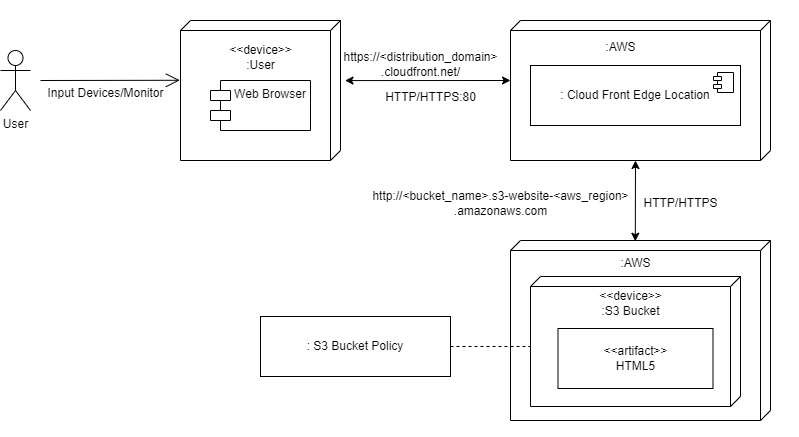 User
Input Devices/Monitor
<<device>>
:User
Web Browser
https://<distribution_domain>
.cloudfront.net/
HTTP/HTTPS:80
:AWS
: Cloud Front Edge Location
http://<bucket_name>.s3-website-<aws_region>
.amazonaws.com
HTTP/HTTPS
:AWS
<<device>>
:S3 Bucket
<<artifact>>
HTML5
: S3 Bucket Policy